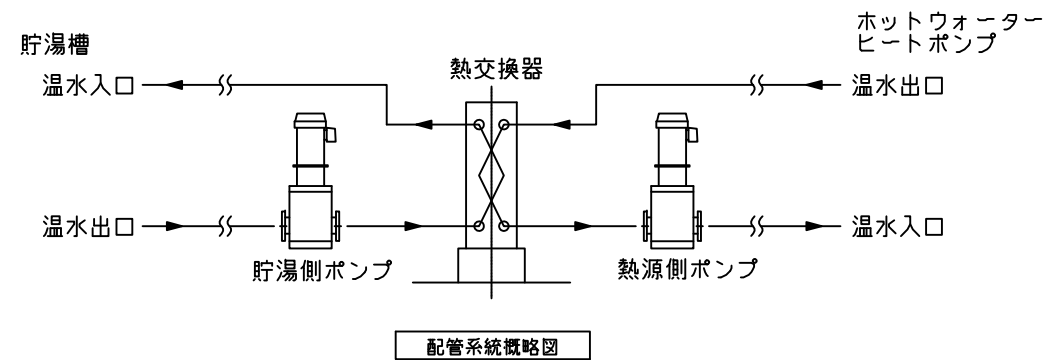 ホットウォーター
ヒートポンプ
貯湯槽
熱交換器
温水入口
温水出口
温水出口
温水入口
貯湯側ポンプ
熱源側ポンプ
配管系統概略図